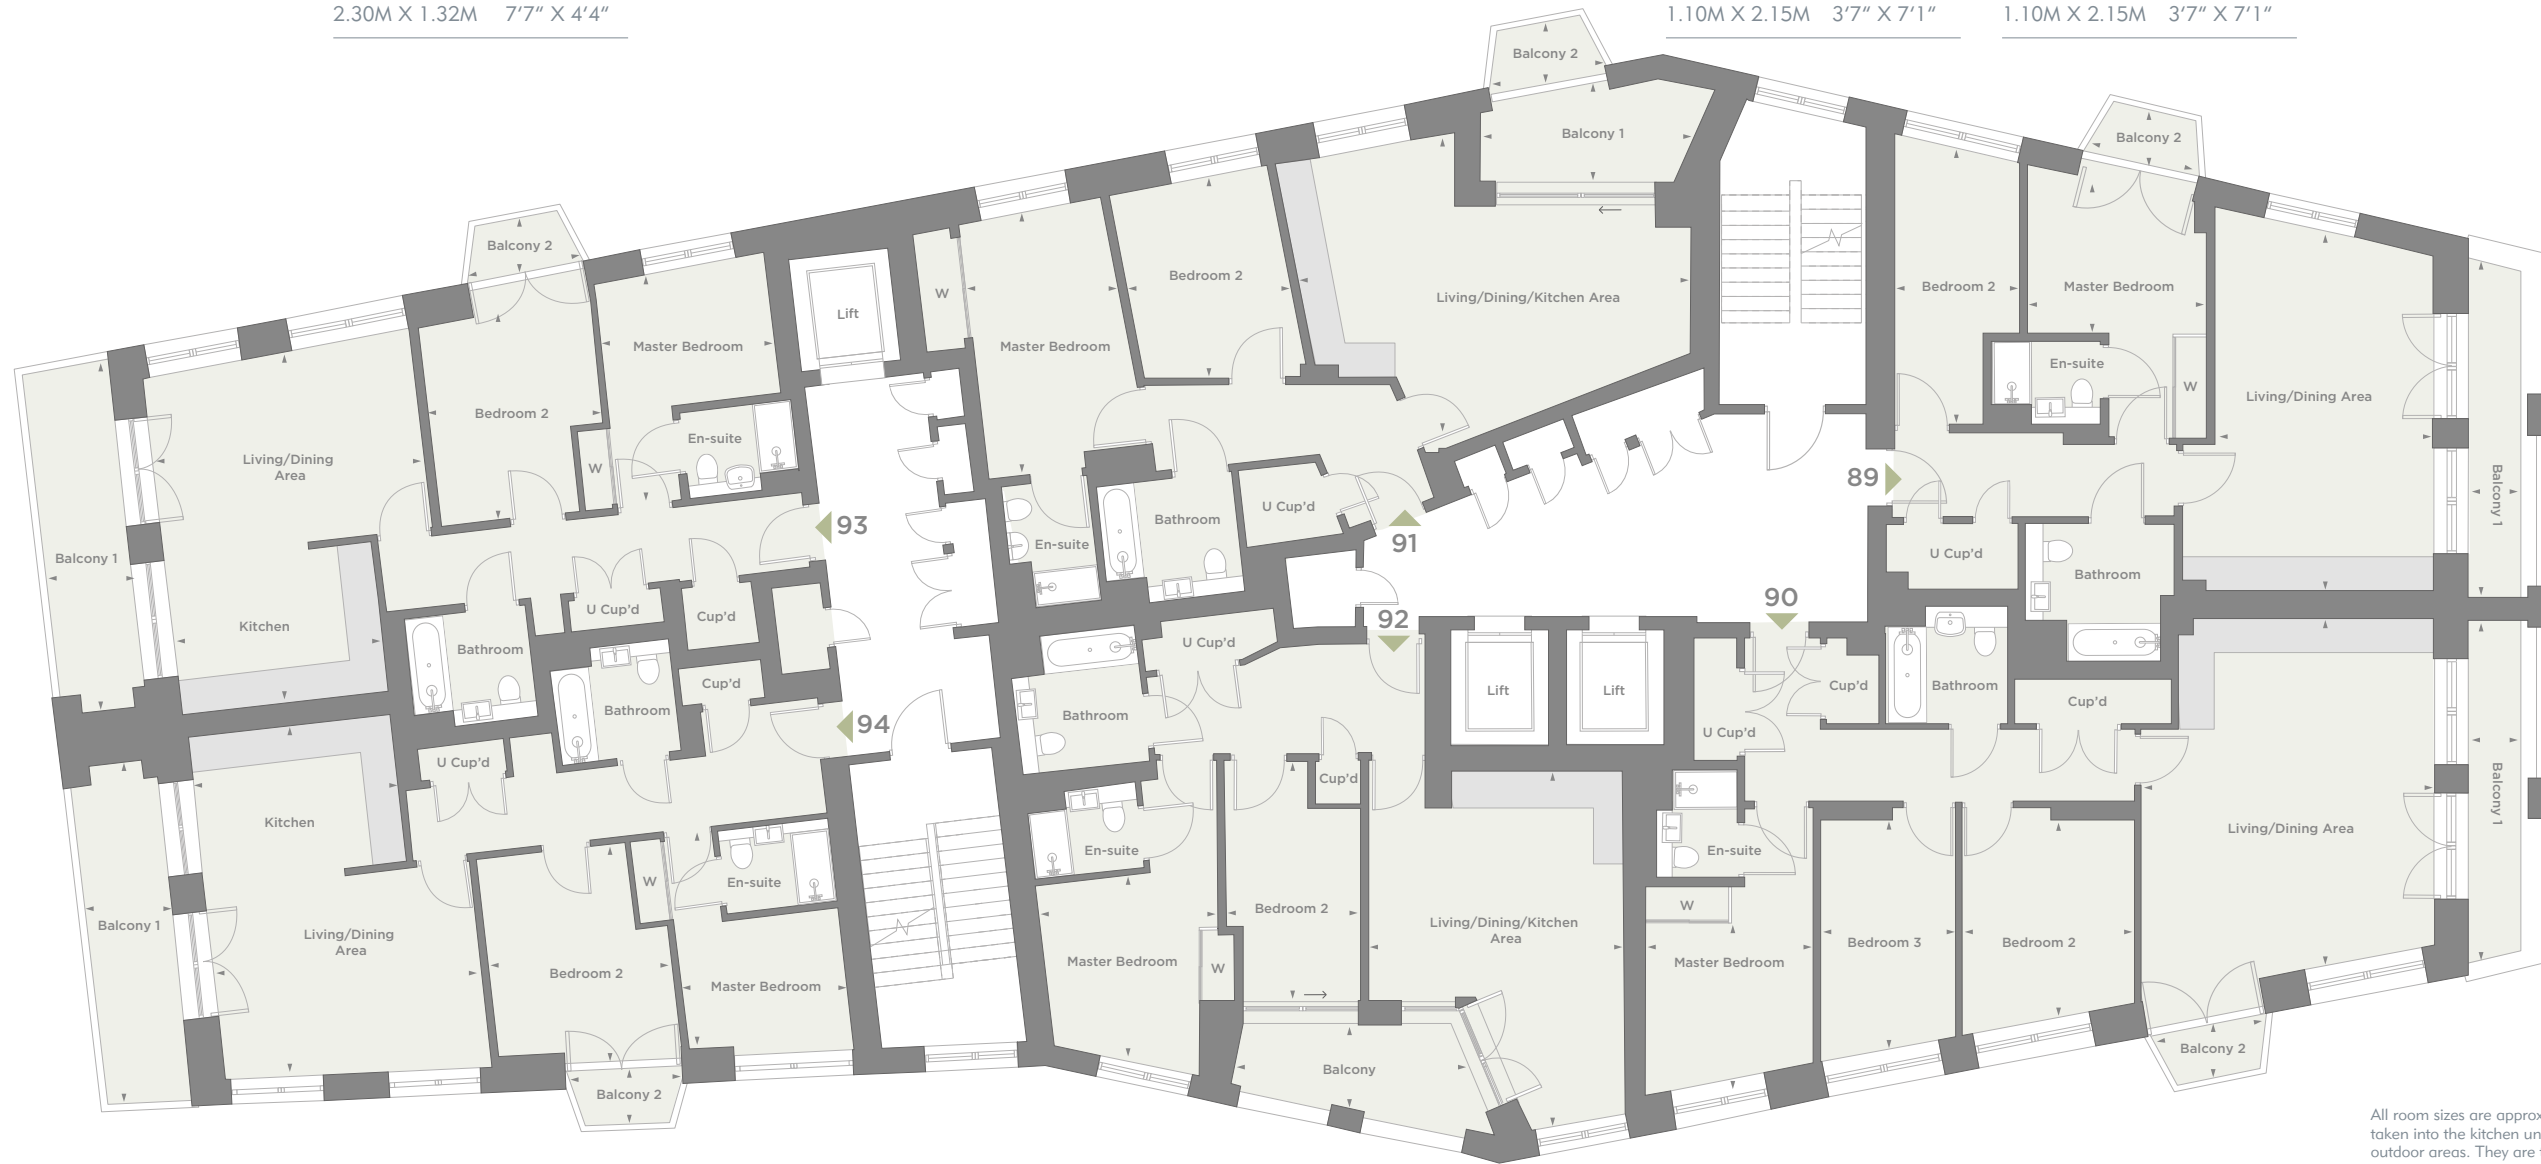 2.30M X 1.32M 7'7" X 4'4"
1.10M X 2.15M 3'7" X 7'1"
1.10M X 2.15M 3'7" X 7'1"
Balcony 2
Balcony 1
Living/Dining/Kitchen Area
Bedroom 2
Master Bedroom
W
En-suite
Bathroom
U Cup'd
91
Balcony 2
Bedroom 2
Master Bedroom
En-suite
W
Living/Dining Area
Balcony 1
89
U Cup'd
Bathroom
Balcony 2
Master Bedroom
Bedroom 2
W
En-suite
Living/Dining
Area
Balcony 1
Kitchen
Bathroom
U Cup'd
Cup'd
93
Lift
Cup'd
94
Bathroom
U Cup'd
Kitchen
Balcony 1
Living/Dining
Area
W
En-suite
Bedroom 2
Master Bedroom
Balcony 2
92
U Cup'd
Bathroom
Cup'd
En-suite
Bedroom 2
Living/Dining/Kitchen
Area
Master Bedroom
W
Balcony
Lift
Lift
90
Cup'd
U Cup'd
Bathroom
Cup'd
En-suite
W
Master Bedroom
Bedroom 3
Bedroom 2
Living/Dining Area
Balcony 1
Balcony 2
All room sizes are approx
taken into the kitchen un
outdoor areas. They are